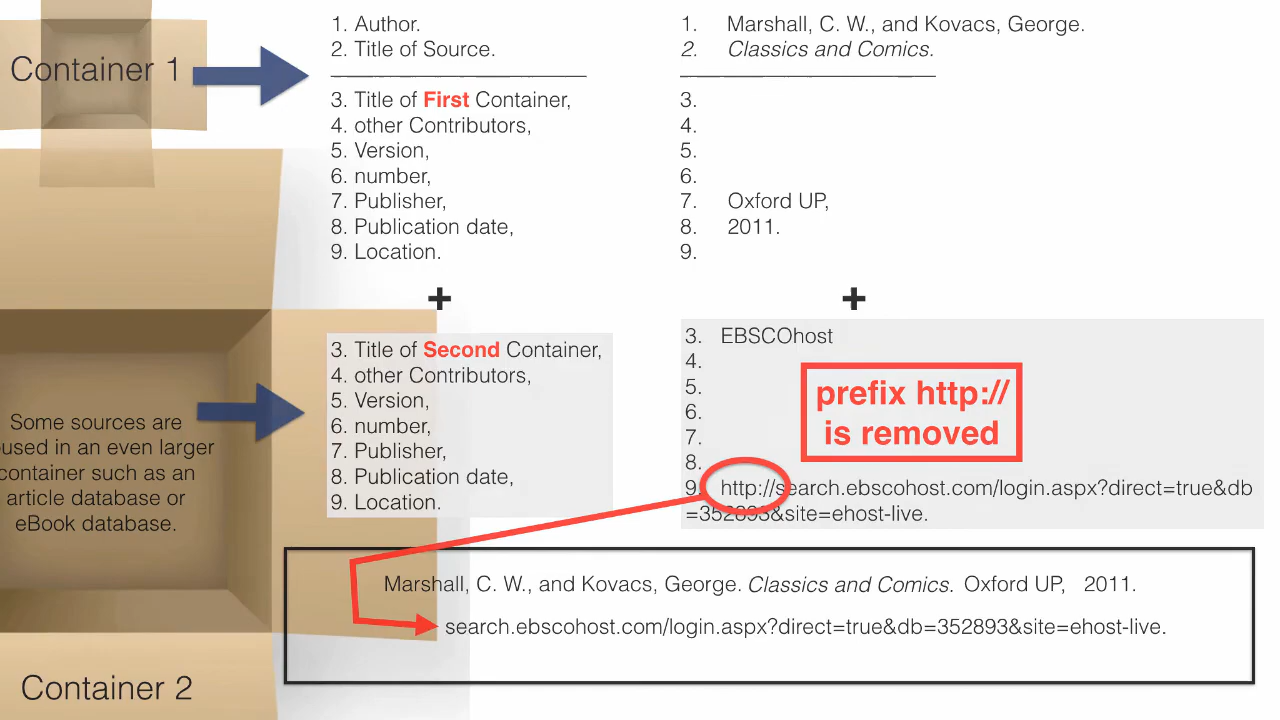 Container 1
1. Author.
2. Title of Source.
3. Title of First Container,
4. other Contributors,
5. Version,
6. number,
7. Publisher,
8. Publication date,
9. Location.
1. Marshall, C. W., and Kovacs, George.
2. Classics and Comics.
3.
4.
5.
6.
7. Oxford UP,
8. 2011.
9.
+
+
Some sources are
used in an even larger
container such as an
article database or
eBook database.
3. Title of Second Container,
4. other Contributors,
5. Version,
6. number,
7. Publisher,
8. Publication date,
9. Location.
3. EBSCOhost
4.
5.
6.
7.
8.
9. http://search.ebscohost.com/login.aspx?direct=true&db
=352893&site=ehost-live.
prefix http://
is removed
Marshall, C. W., and Kovacs, George. Classics and Comics. Oxford UP, 2011.
search.ebscohost.com/login.aspx?direct=true&db=352893&site=ehost-live.
Container 2